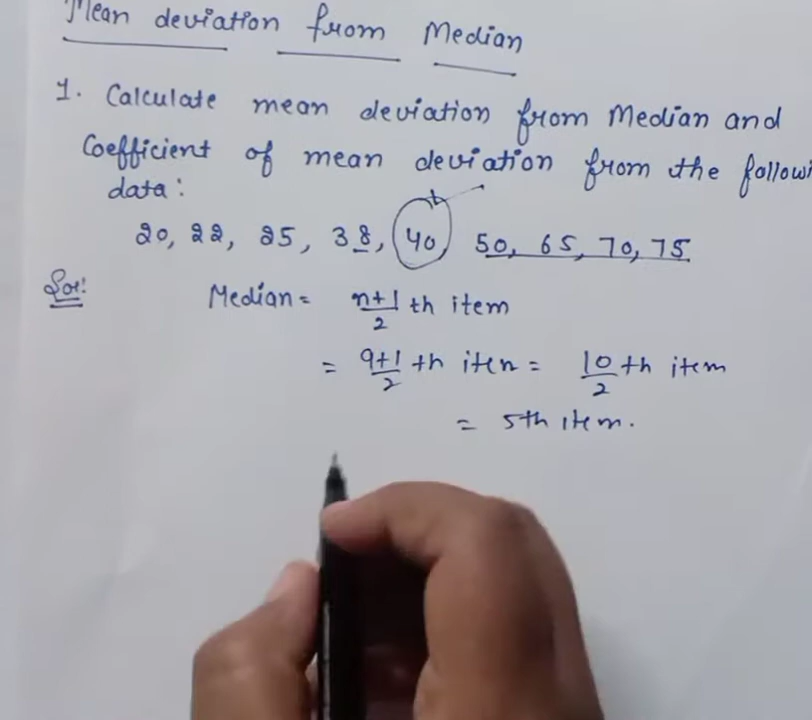 Mean deviation from Median
1. Calculate mean deviation from Median and
Coefficient of mean deviation from the followi
data:
20, 22, 25, 38, 40, 50, 65, 70, 75
Sol: Median = n+1/2 th item
= 9+1/2 th iten = 10/2 th item
= 5th item.